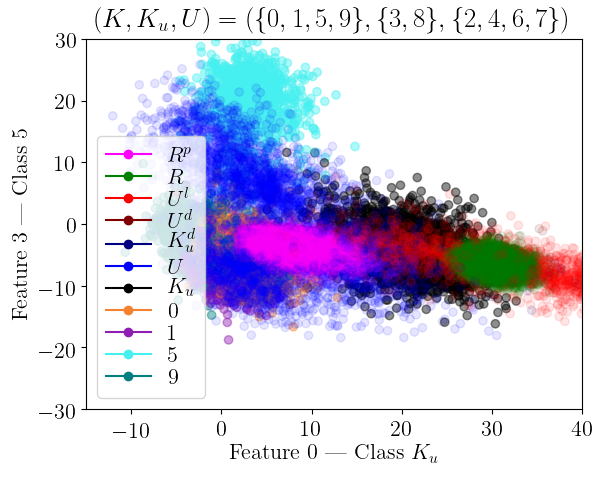 (K, K_u, U) = ({0, 1, 5, 9}, {3, 8}, {2, 4, 6, 7})
30
20
10
0
−10
−20
−30
Feature 3 — Class 5
R^p
R
U^l
U^d
K_u^d
U
K_u
0
1
5
9
−10
0
10
20
30
40
Feature 0 — Class K_u